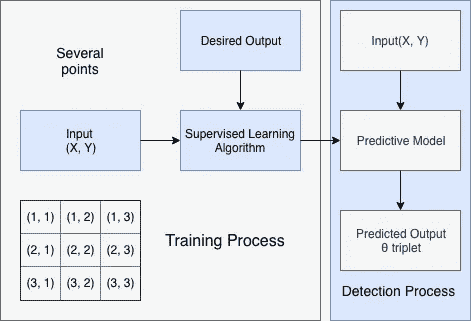 Several
points
Desired Output
Input
(X, Y)
Supervised Learning
Algorithm
(1, 1) (1, 2) (1, 3)
(2, 1) (2, 2) (2, 3)
(3, 1) (3, 2) (3, 3)
Training Process
Input(X, Y)
Predictive Model
Predicted Output
θ triplet
Detection Process